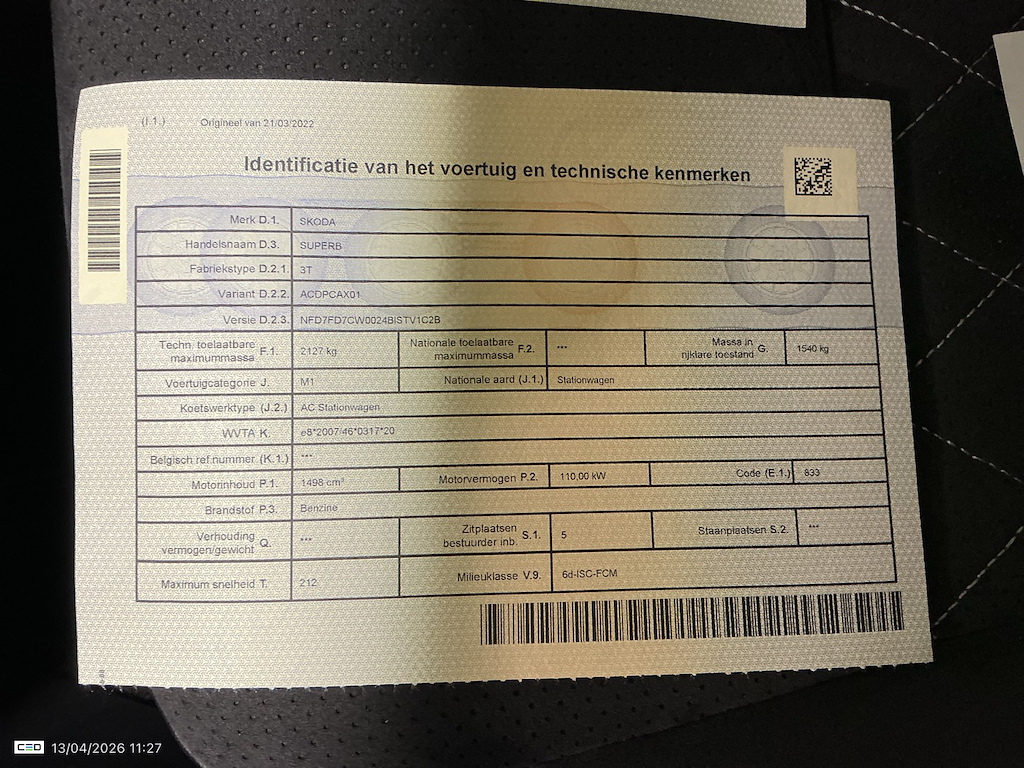 (I.1.) Origineel van 21/03/2022
Identificatie van het voertuig en technische kenmerken
Merk D.1. SKODA
Handelsnaam D.3. SUPERB
Fabriekstype D.2.1. 3T
Variant D.2.2. ACDPCAX01
Versie D.2.3. NFD7FD7CW0024BISTV1C2B
Techn. toelaatbare maximummassa F.1. 2127 kg Nationale toelaatbare maximummassa F.2. *** Massa in rijklare toestand G. 1540 kg
Voertuigcategorie J. M1 Nationale aard (J.1.) Stationwagen
Koetswerktype (J.2.) AC Stationwagen
WVTA K. e8*2007/46*0317*20
Belgisch ref.nummer (K.1.) ***
Motorinhoud P.1. 1498 cm³ Motorvermogen P.2. 110,00 kW Code (E.1.) 833
Brandstof P.3. Benzine
Verhouding vermogen/gewicht Q. *** Zitplaatsen bestuurder inb. S.1. 5 Staanplaatsen S.2. ***
Maximum snelheid T. 212 Milieuklasse V.9. 6d-ISC-FCM
CEO 13/04/2026 11:27